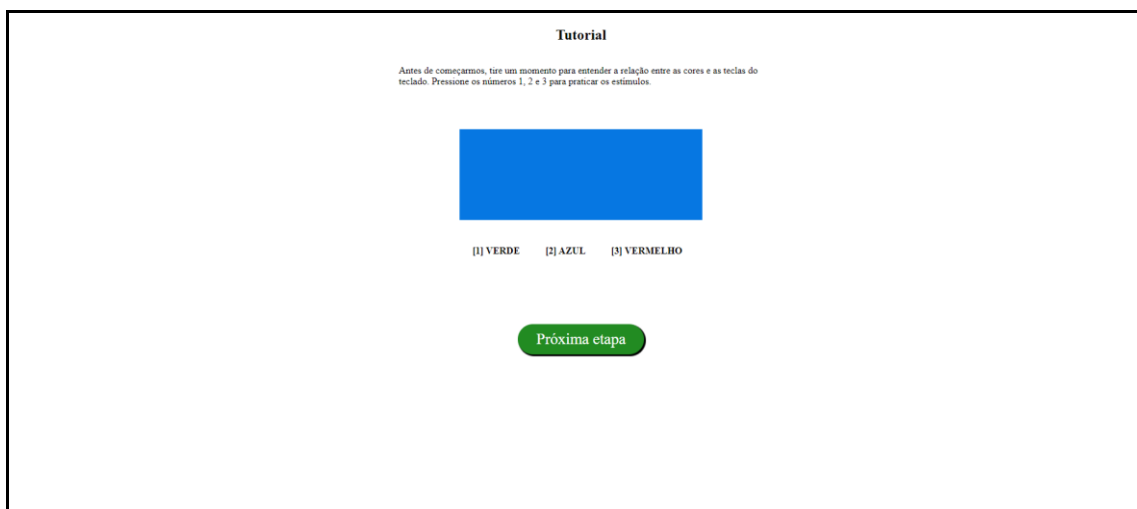 Tutorial
Antes de começarmos, tire um momento para entender a relação entre as cores e as teclas do
teclado. Pressione os números 1, 2 e 3 para praticar os estímulos.
[1] VERDE [2] AZUL [3] VERMELHO
Próxima etapa